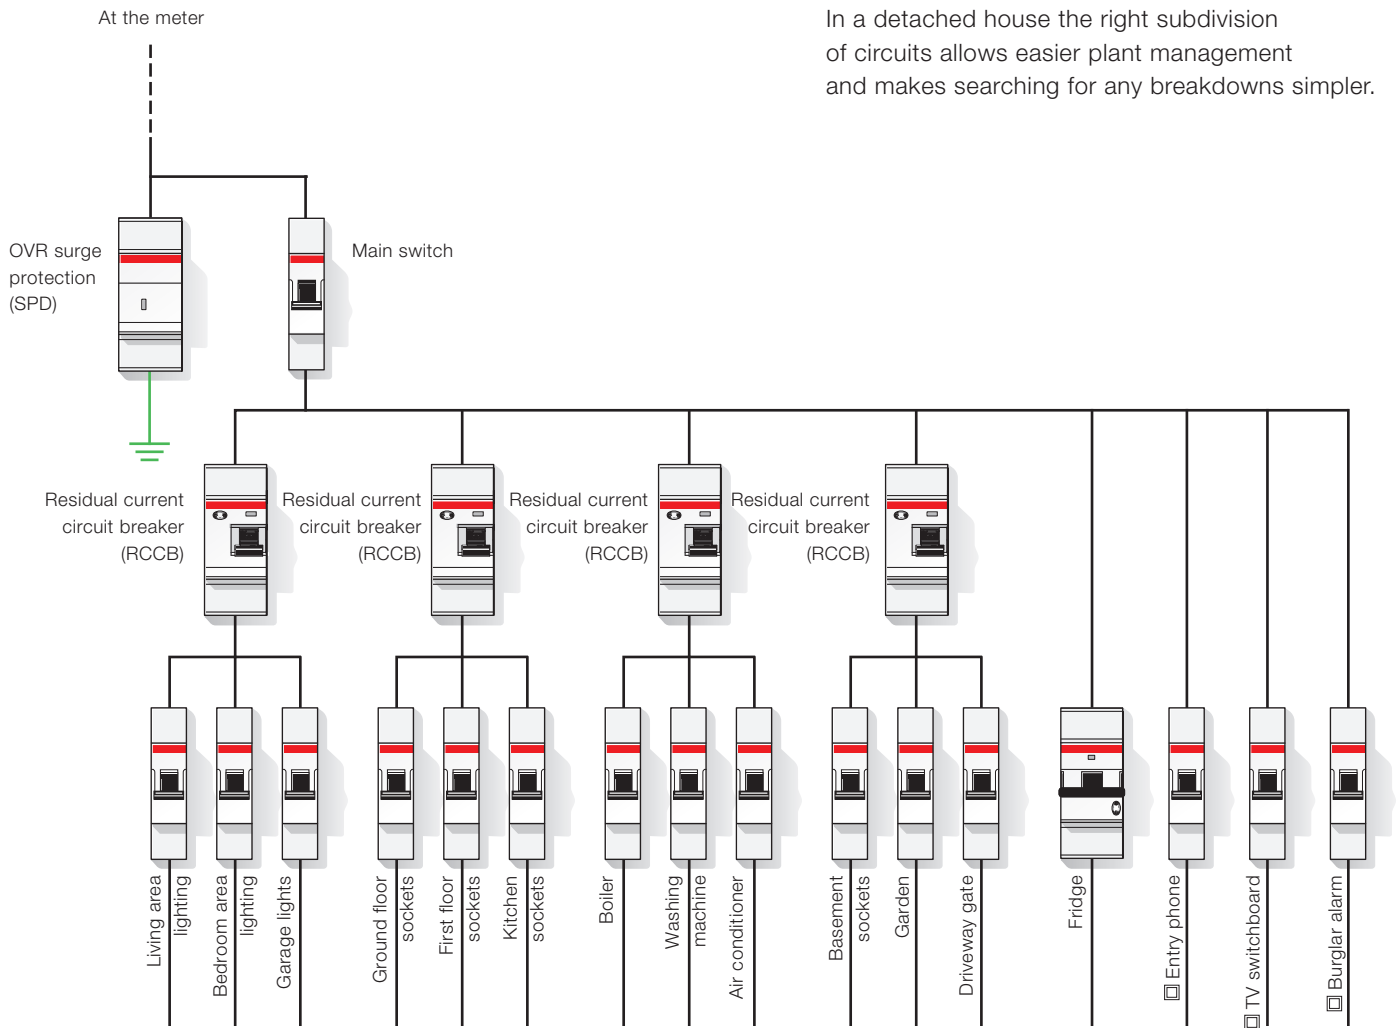 At the meter
In a detached house the right subdivision
of circuits allows easier plant management
and makes searching for any breakdowns simpler.
OVR surge
protection
(SPD)
Main switch
Residual current
circuit breaker
(RCCB)
Residual current
circuit breaker
(RCCB)
Residual current
circuit breaker
(RCCB)
Residual current
circuit breaker
(RCCB)
Living area
lighting
Bedroom area
lighting
Garage lights
Ground floor
sockets
First floor
sockets
Kitchen
sockets
Boiler
Washing
machine
Air conditioner
Basement
sockets
Garden
Driveway gate
Fridge
Entry phone
TV switchboard
Burglar alarm